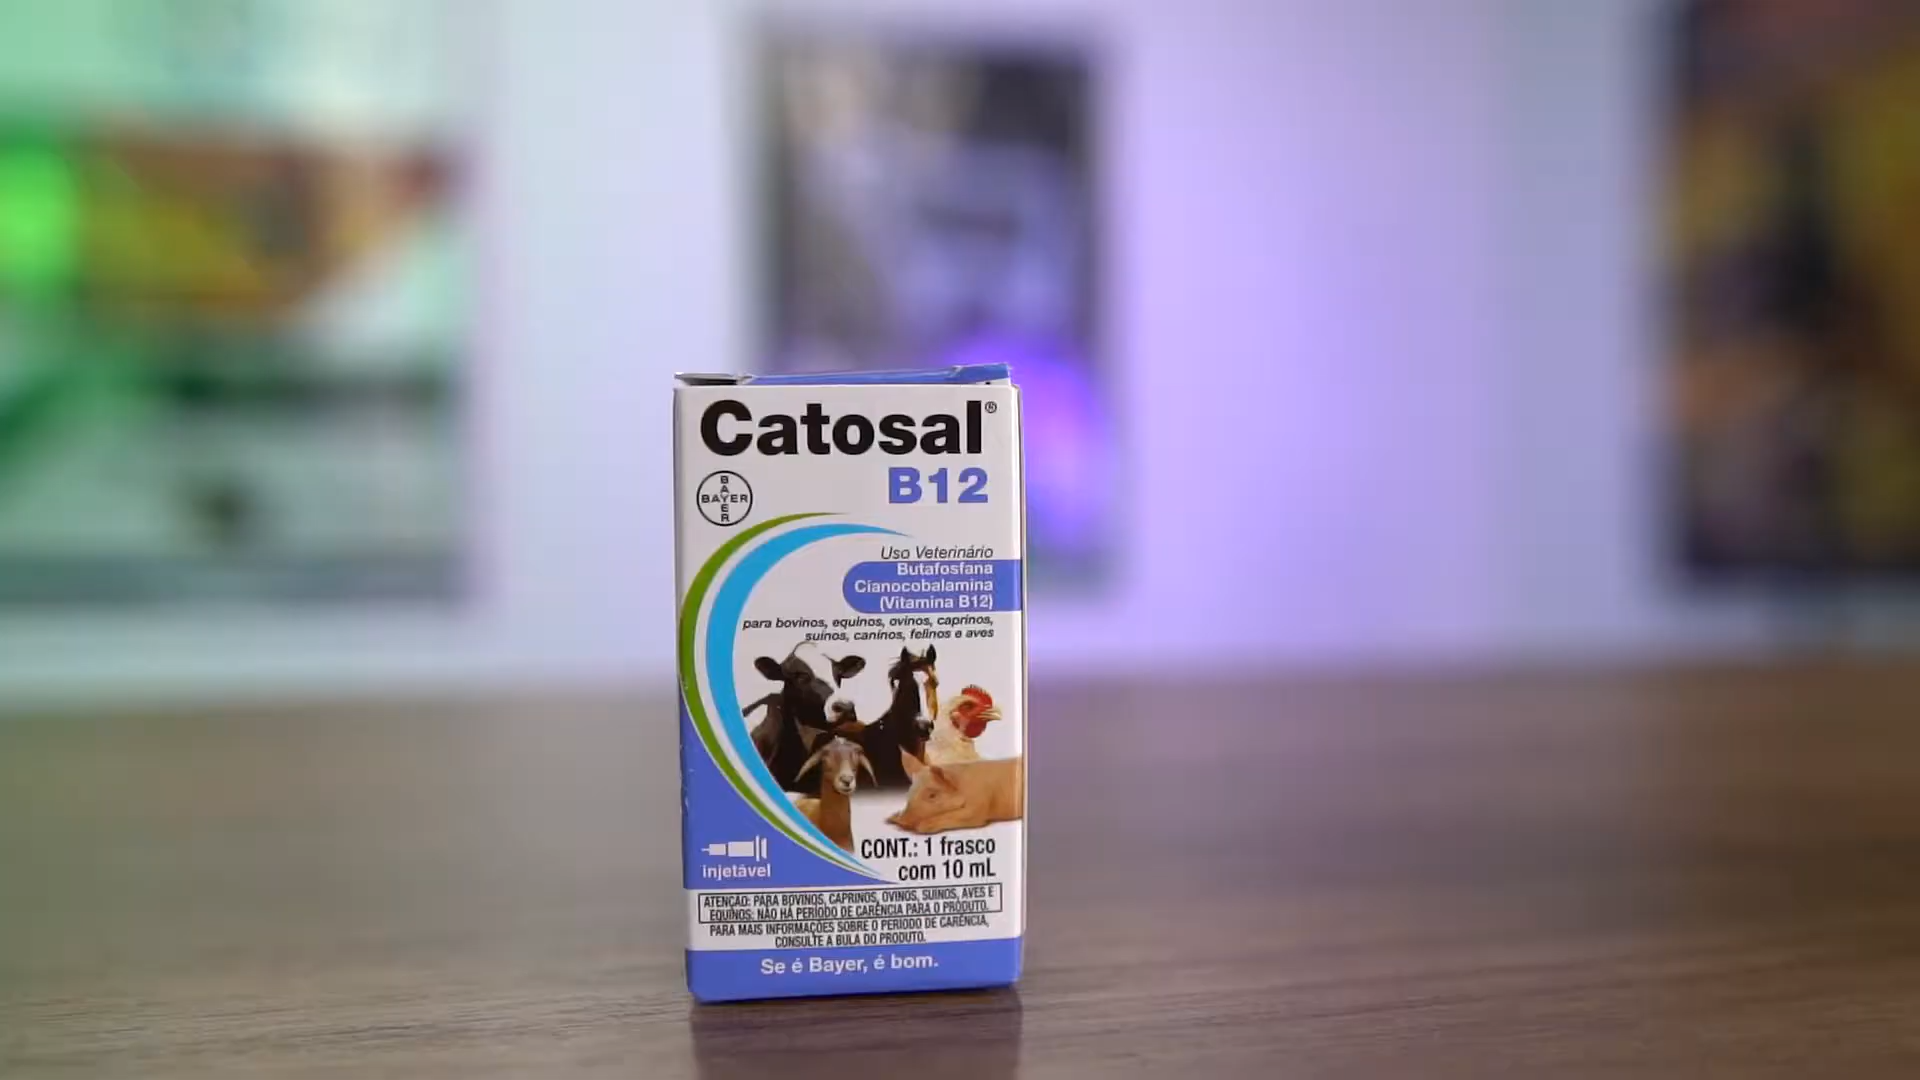 Catosal®
B12
BAYER
BAYER
Uso Veterinário
Butafosfana
Cianocobalamina
(Vitamina B12)
para bovinos, equinos, ovinos, caprinos,
suínos, caninos, felinos e aves
injetável
CONT.: 1 frasco
com 10 mL
ATENÇÃO: PARA BOVINOS, CAPRINOS, OVINOS, SUÍNOS, AVES E
EQUINOS: NÃO HÁ PERÍODO DE CARÊNCIA PARA O PRODUTO.
PARA MAIS INFORMAÇÕES SOBRE O PERÍODO DE CARÊNCIA,
CONSULTE A BULA DO PRODUTO.
Se é Bayer, é bom.